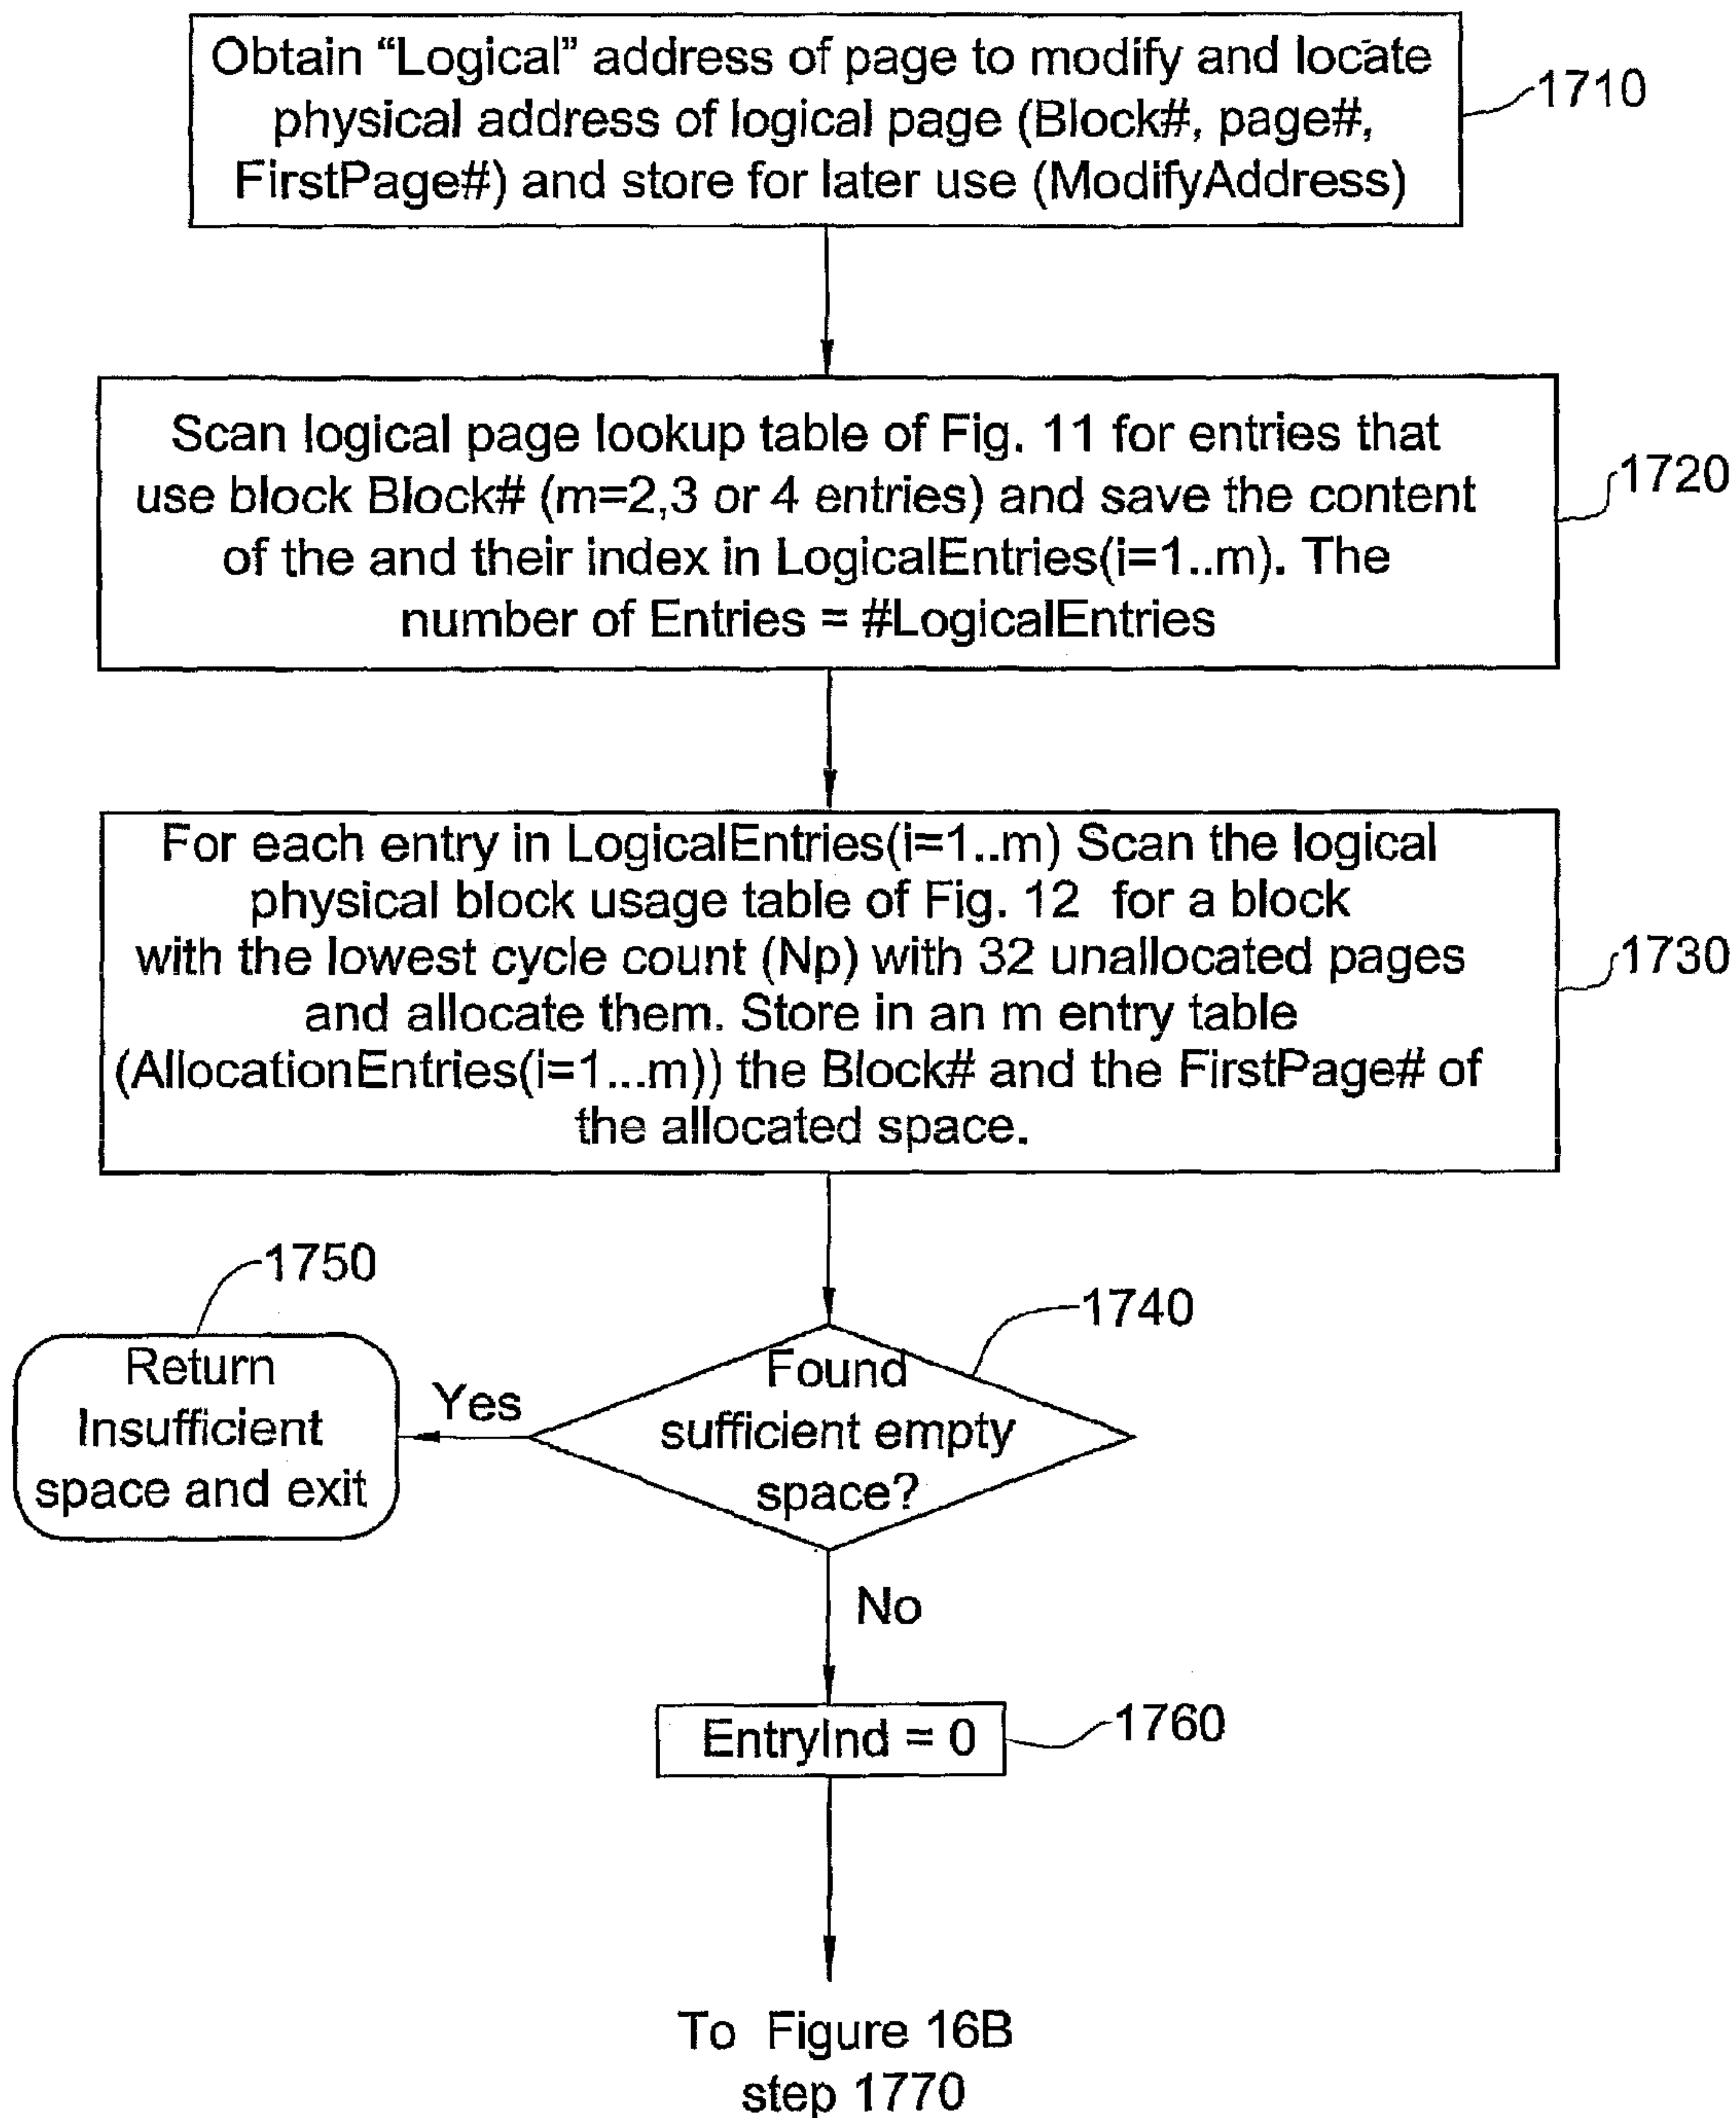 Obtain “Logical” address of page to modify and locate
physical address of logical page (Block#, page#,
FirstPage#) and store for later use (ModifyAddress)
1710
Scan logical page lookup table of Fig. 11 for entries that
use block Block# (m=2,3 or 4 entries) and save the content
of the and their index in LogicalEntries(i=1..m). The
number of Entries = #LogicalEntries
1720
For each entry in LogicalEntries(i=1..m) Scan the logical
physical block usage table of Fig. 12 for a block
with the lowest cycle count (Np) with 32 unallocated pages
and allocate them. Store in an m entry table
(AllocationEntries(i=1...m)) the Block# and the FirstPage# of
the allocated space.
1730
1750
Return
Insufficient
space and exit
Yes
1740
Found
sufficient empty
space?
No
EntryInd = 0
1760
To Figure 16B
step 1770